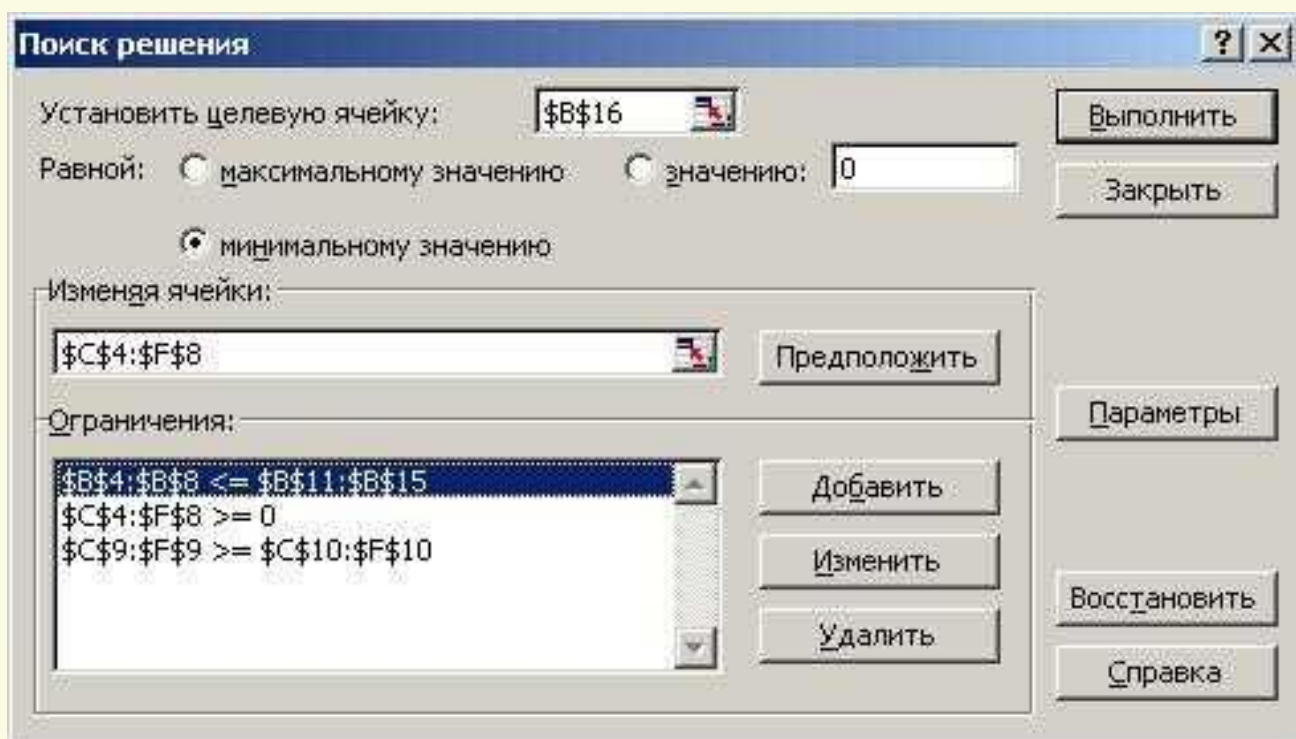 Поиск решения
Установить целевую ячейку: $B$16
Выполнить
Равной: максимальному значению значению: 0
Закрыть
минимальному значению
Изменяя ячейки:
$C$4:$F$8
Предположить
Параметры
Ограничения:
$B$4:$B$8 <= $B$11:$B$15
$C$4:$F$8 >= 0
$C$9:$F$9 >= $C$10:$F$10
Добавить
Изменить
Удалить
Восстановить
Справка